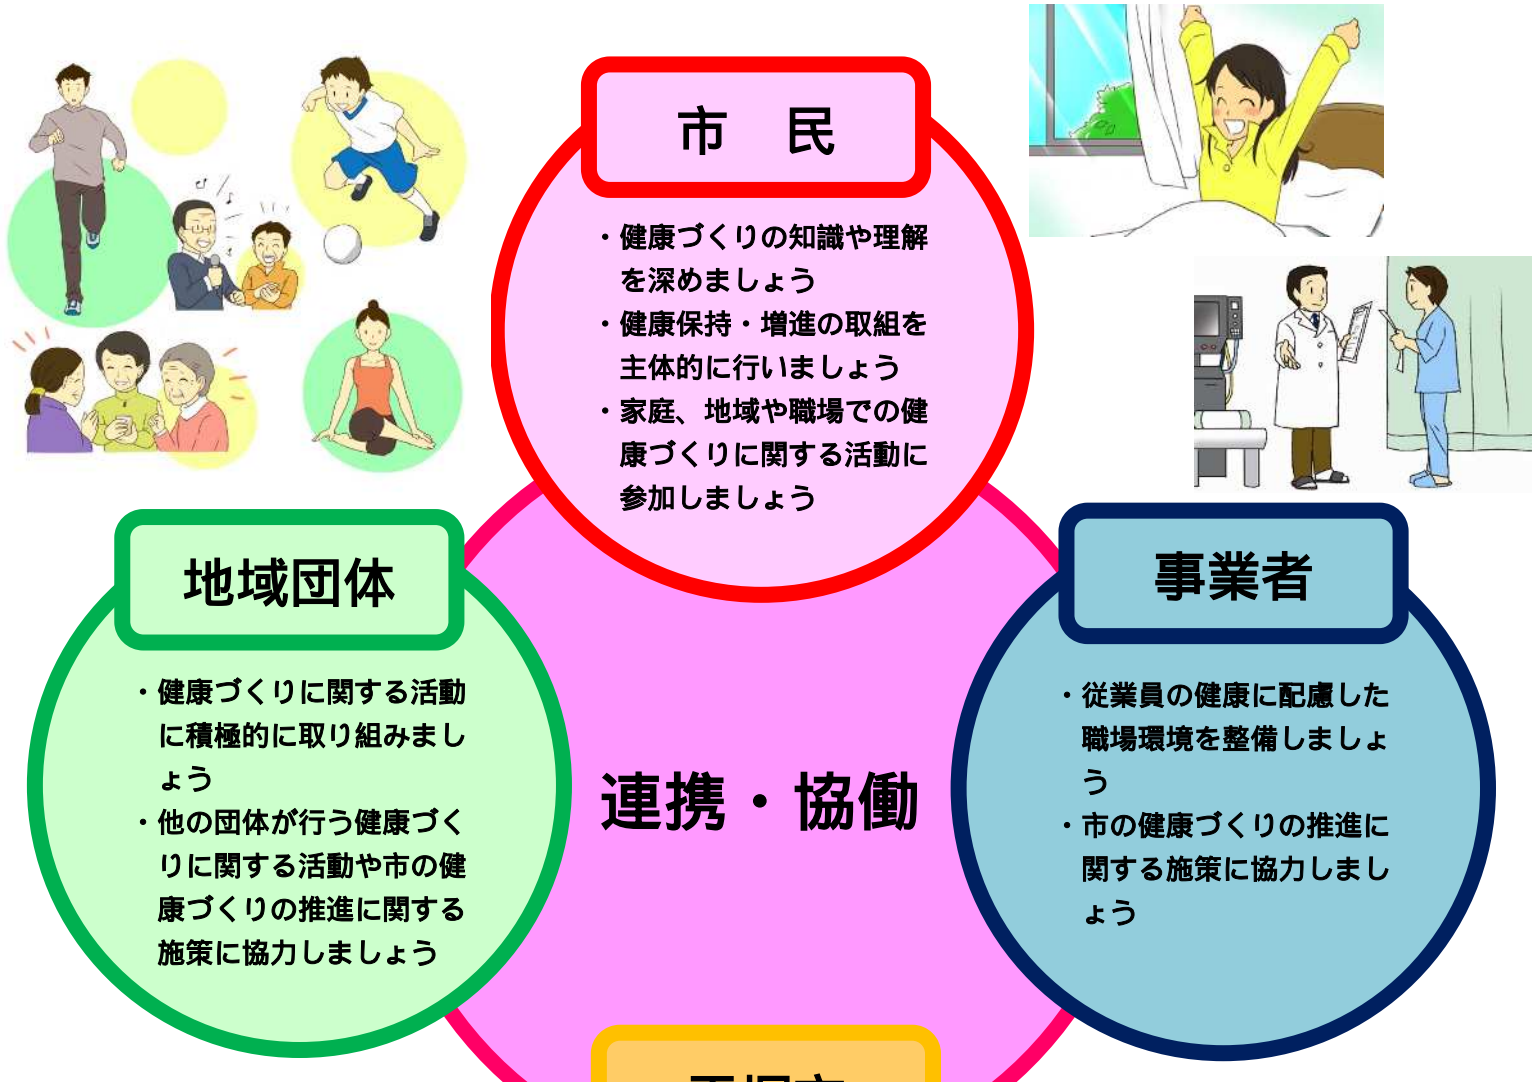 市　民
・健康づくりの知識や理解
を深めましょう
・健康保持・増進の取組を
主体的に行いましょう
・家庭、地域や職場での健
康づくりに関する活動に
参加しましょう
地域団体
・健康づくりに関する活動
に積極的に取り組みまし
ょう
・他の団体が行う健康づく
りに関する活動や市の健
康づくりの推進に関する
施策に協力しましょう
連携・協働
事業者
・従業員の健康に配慮した
職場環境を整備しましょ
う
・市の健康づくりの推進に
関する施策に協力しまし
ょう